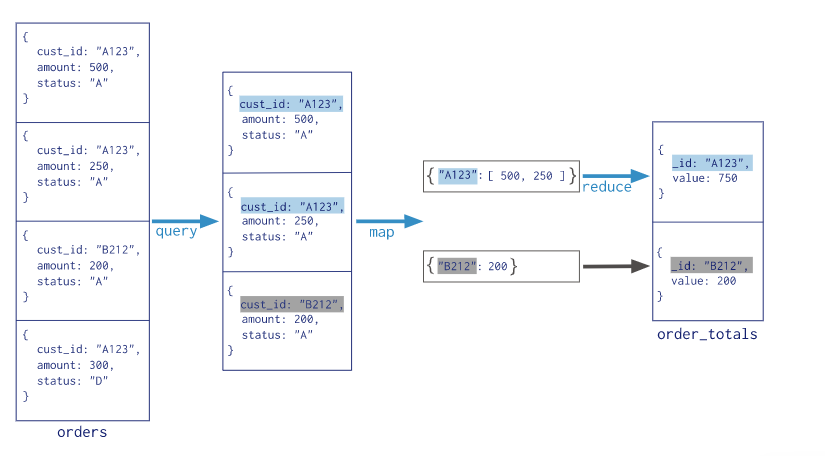 {
cust_id: "A123",
amount: 500,
status: "A"
}
{
cust_id: "A123",
amount: 250,
status: "A"
}
{
cust_id: "B212",
amount: 200,
status: "A"
}
{
cust_id: "A123",
amount: 300,
status: "D"
}
orders
query
{
cust_id: "A123",
amount: 500,
status: "A"
}
{
cust_id: "A123",
amount: 250,
status: "A"
}
{
cust_id: "B212",
amount: 200,
status: "A"
}
map
{"A123": [ 500, 250 ]}
{"B212": 200}
reduce
{
_id: "A123",
value: 750
}
{
_id: "B212",
value: 200
}
order_totals